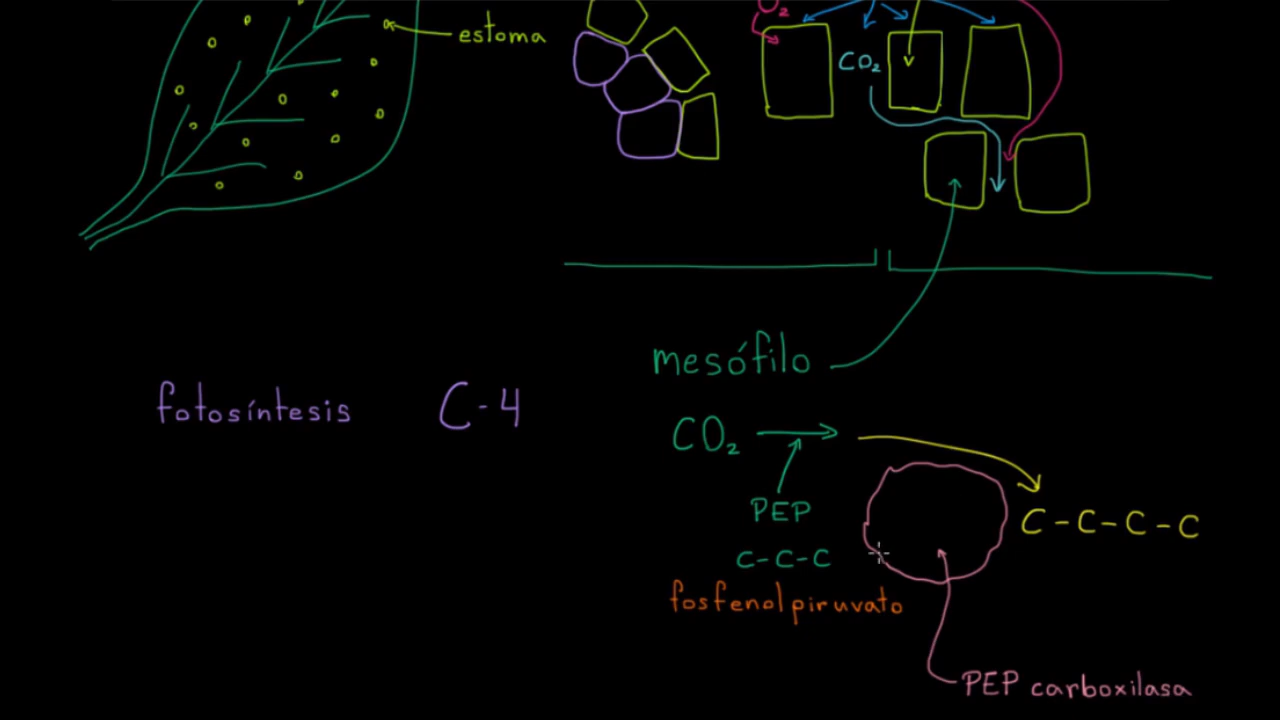 O₂
estoma
CO₂
mesófilo
fotosíntesis C-4
CO₂
PEP
C-C-C-C
C-C-C
fosfenolpiruvato
PEP carboxilasa